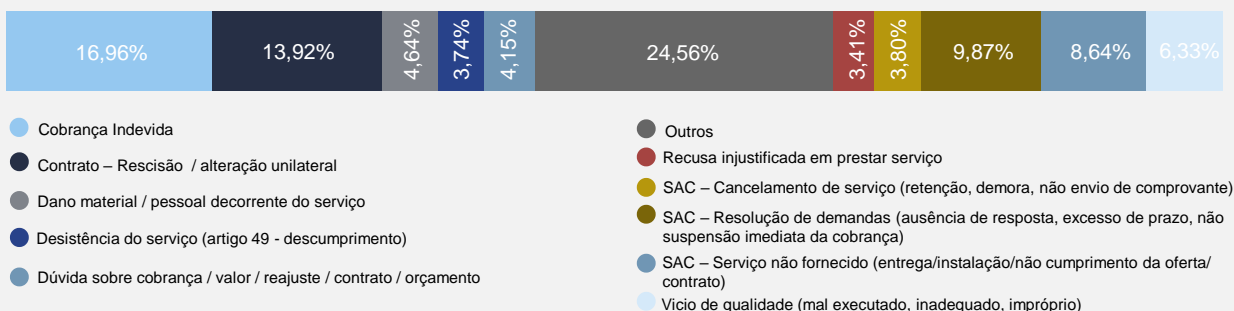 16,96%
13,92%
4,64%
3,74%
4,15%
24,56%
3,41%
3,80%
9,87%
8,64%
6,33%
Cobrança Indevida
Contrato – Rescisão / alteração unilateral
Dano material / pessoal decorrente do serviço
Desistência do serviço (artigo 49 - descumprimento)
Dúvida sobre cobrança / valor / reajuste / contrato / orçamento
Outros
Recusa injustificada em prestar serviço
SAC – Cancelamento de serviço (retenção, demora, não envio de comprovante)
SAC – Resolução de demandas (ausência de resposta, excesso de prazo, não
suspensão imediata da cobrança)
SAC – Serviço não fornecido (entrega/instalação/não cumprimento da oferta/
contrato)
Vicio de qualidade (mal executado, inadequado, impróprio)